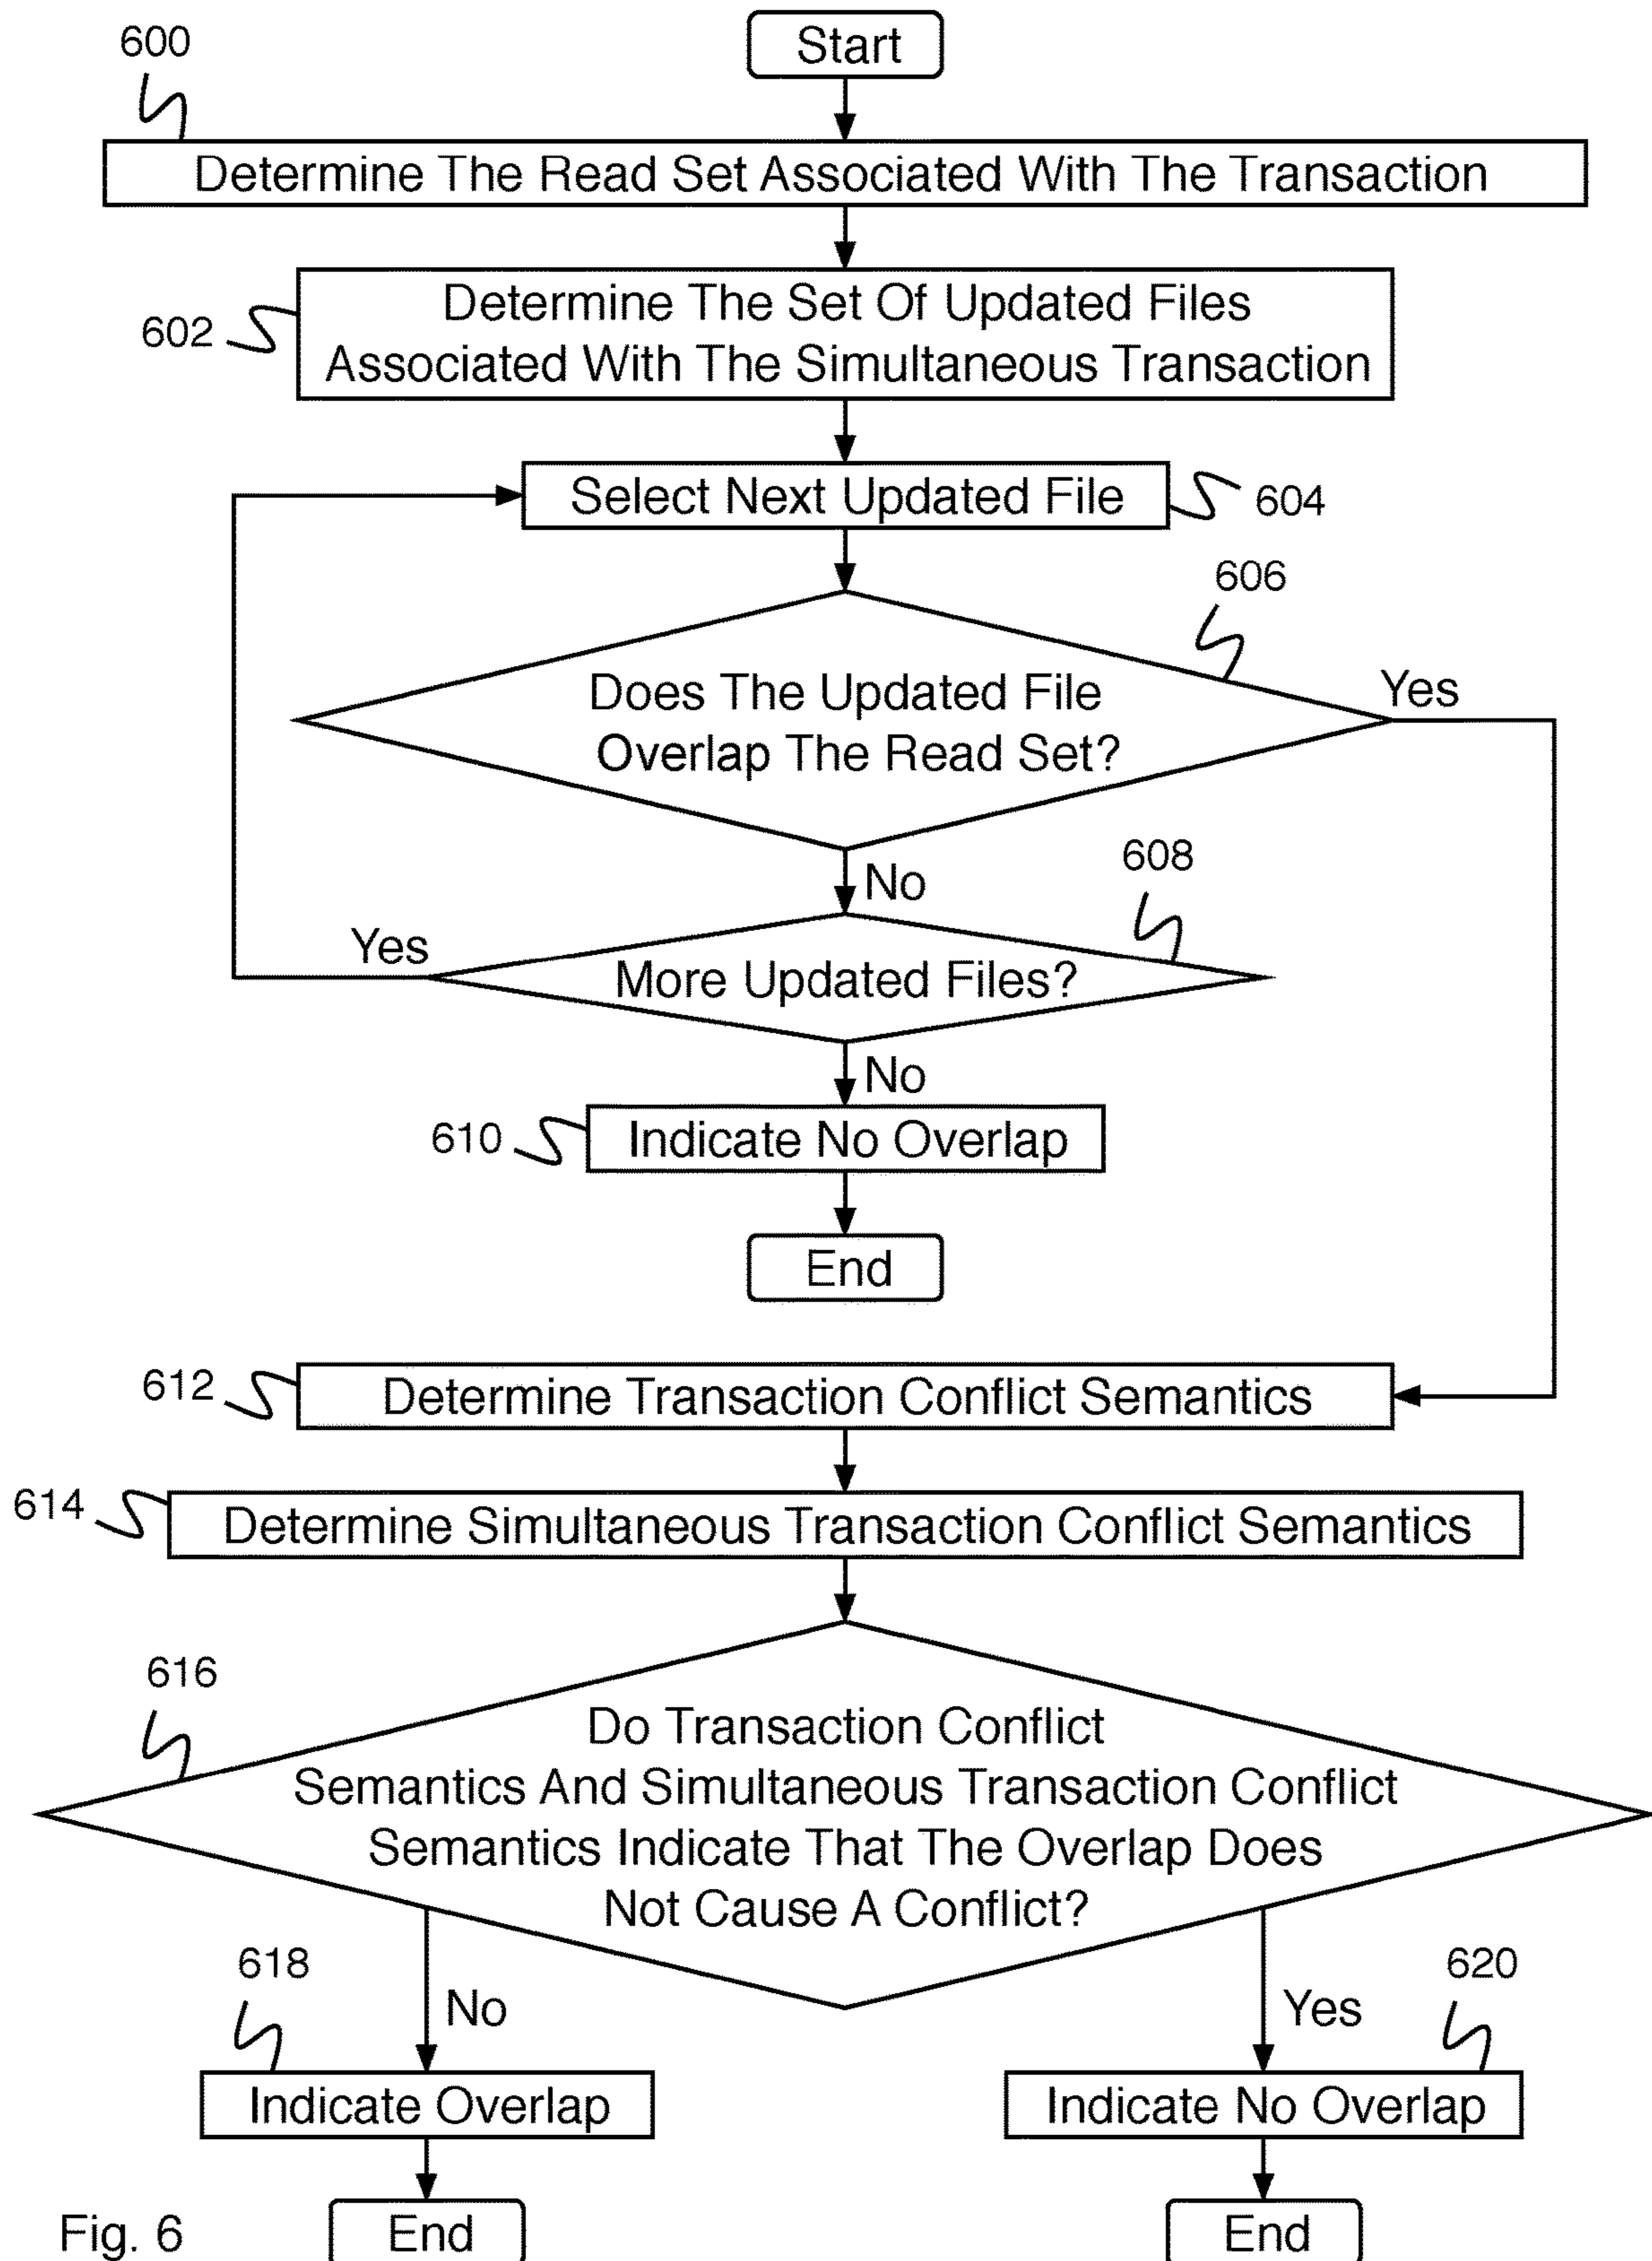 Start
600
Determine The Read Set Associated With The Transaction
602
Determine The Set Of Updated Files
Associated With The Simultaneous Transaction
Select Next Updated File
604
606
Does The Updated File
Overlap The Read Set?
Yes
No
608
Yes
More Updated Files?
No
610
Indicate No Overlap
End
612
Determine Transaction Conflict Semantics
614
Determine Simultaneous Transaction Conflict Semantics
616
Do Transaction Conflict
Semantics And Simultaneous Transaction Conflict
Semantics Indicate That The Overlap Does
Not Cause A Conflict?
618
No
Yes
620
Indicate Overlap
Indicate No Overlap
End
End
Fig. 6